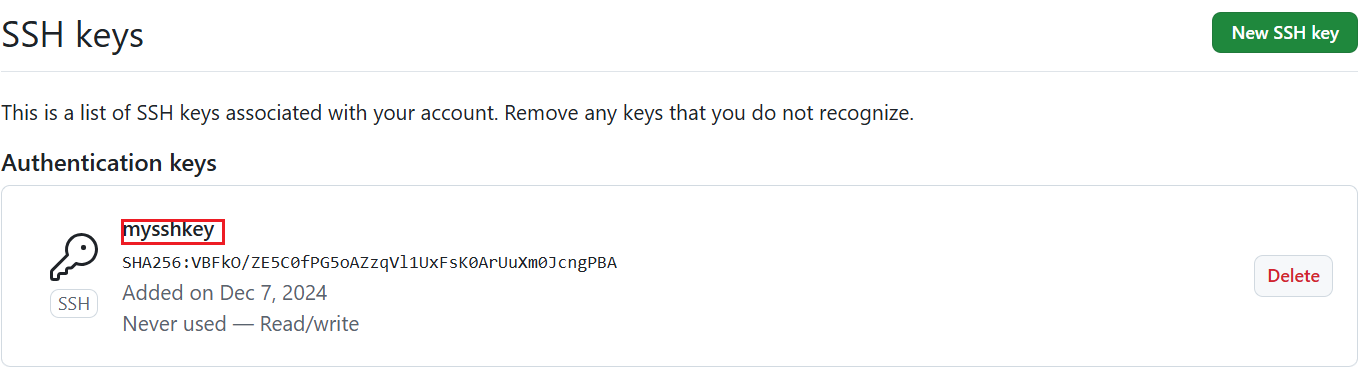 SSH keys
New SSH key
This is a list of SSH keys associated with your account. Remove any keys that you do not recognize.
Authentication keys
mysshkey
SHA256:VBFkO/ZE5C0fPG5oAZzqVl1UxFsK0ArUuXm0JcngPBA
SSH
Added on Dec 7, 2024
Never used — Read/write
Delete